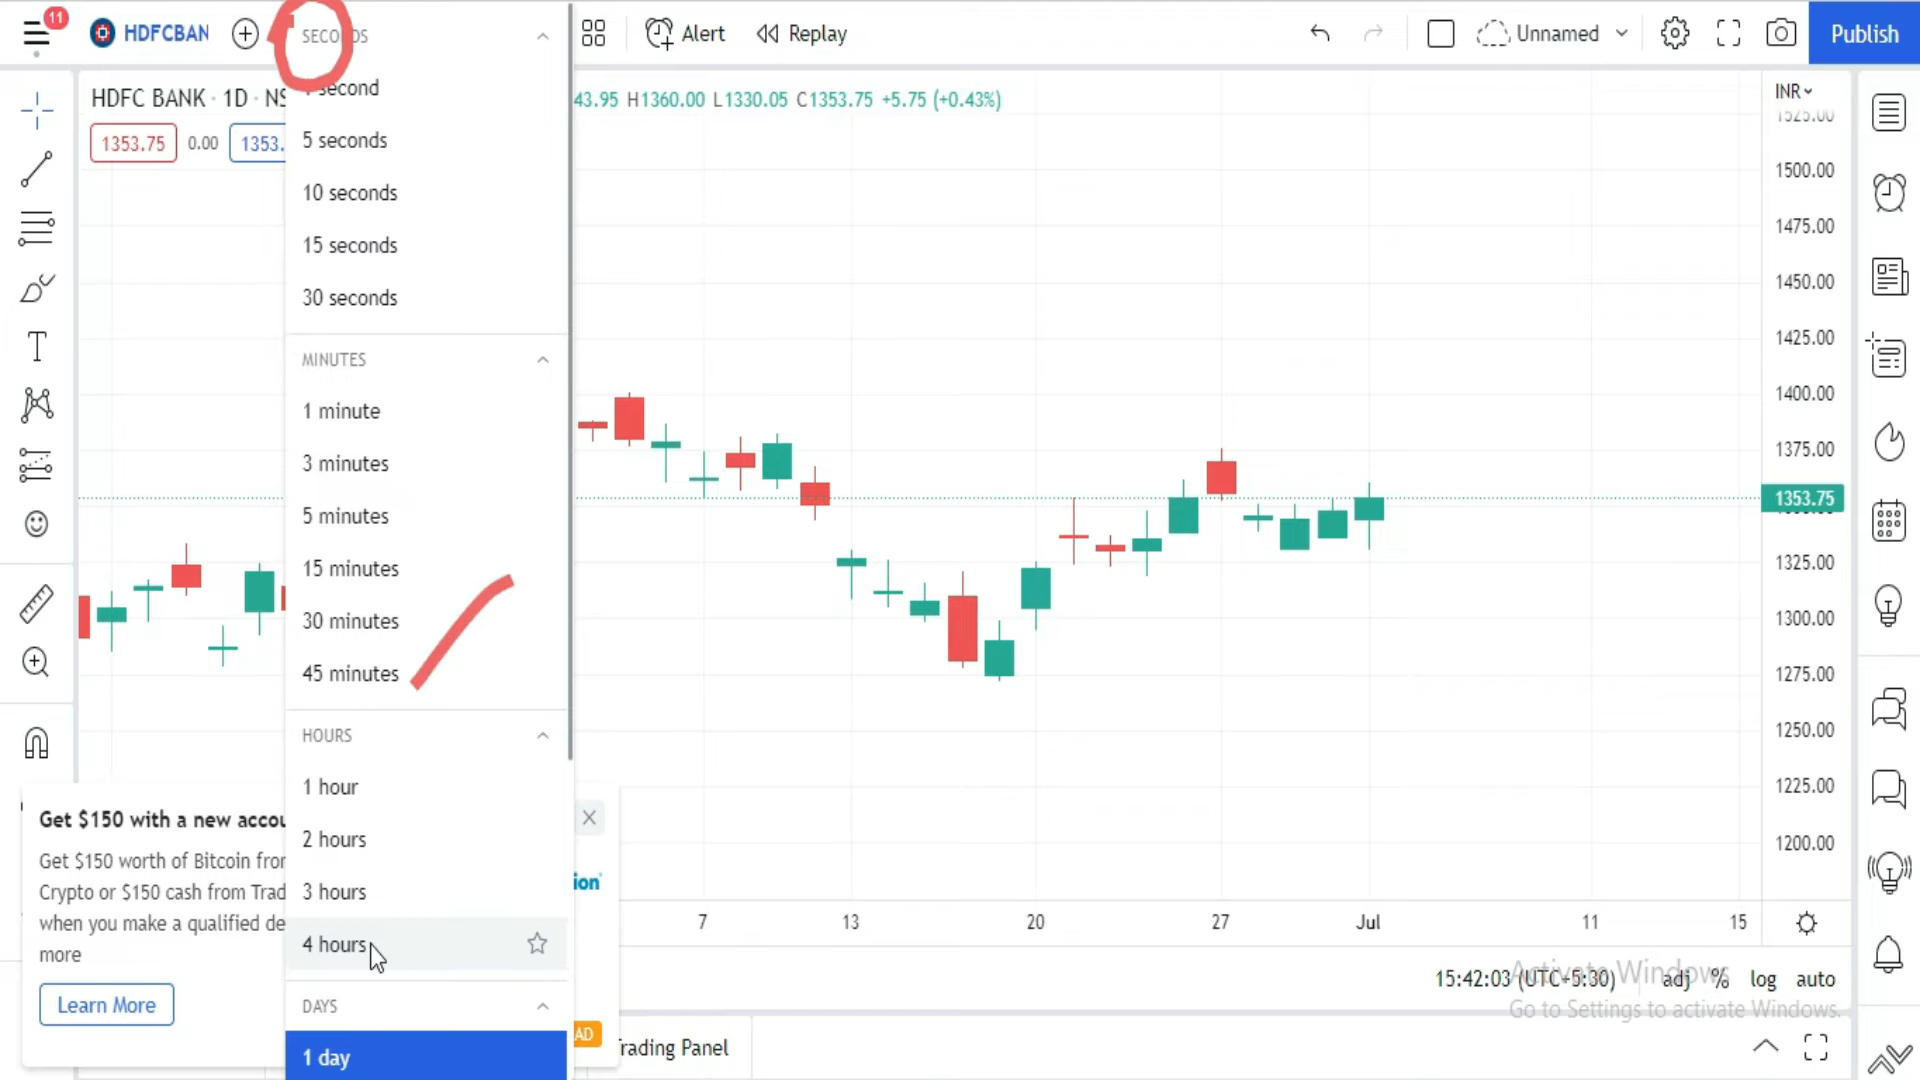 11
HDFCBAN
SECONDS
Alert
Replay
Unnamed
Publish
HDFC BANK · 1D · NS
43.95 H1360.00 L1330.05 C1353.75 +5.75 (+0.43%)
INR
1353.75
0.00
1353.
second
5 seconds
10 seconds
15 seconds
30 seconds
MINUTES
1 minute
3 minutes
5 minutes
15 minutes
30 minutes
45 minutes
HOURS
1 hour
2 hours
3 hours
4 hours
DAYS
1 day
1525.00
1500.00
1475.00
1450.00
1425.00
1400.00
1375.00
1353.75
1325.00
1300.00
1275.00
1250.00
1225.00
1200.00
7 13 20 27 Jul 11 15
Get $150 with a new accou
Get $150 worth of Bitcoin fror
Crypto or $150 cash from Trad
when you make a qualified de
more
Learn More
ion
AD
15:42:03 (UTC+5:30) adj % log auto
Activate Windows
Go to Settings to activate Windows.
Trading Panel